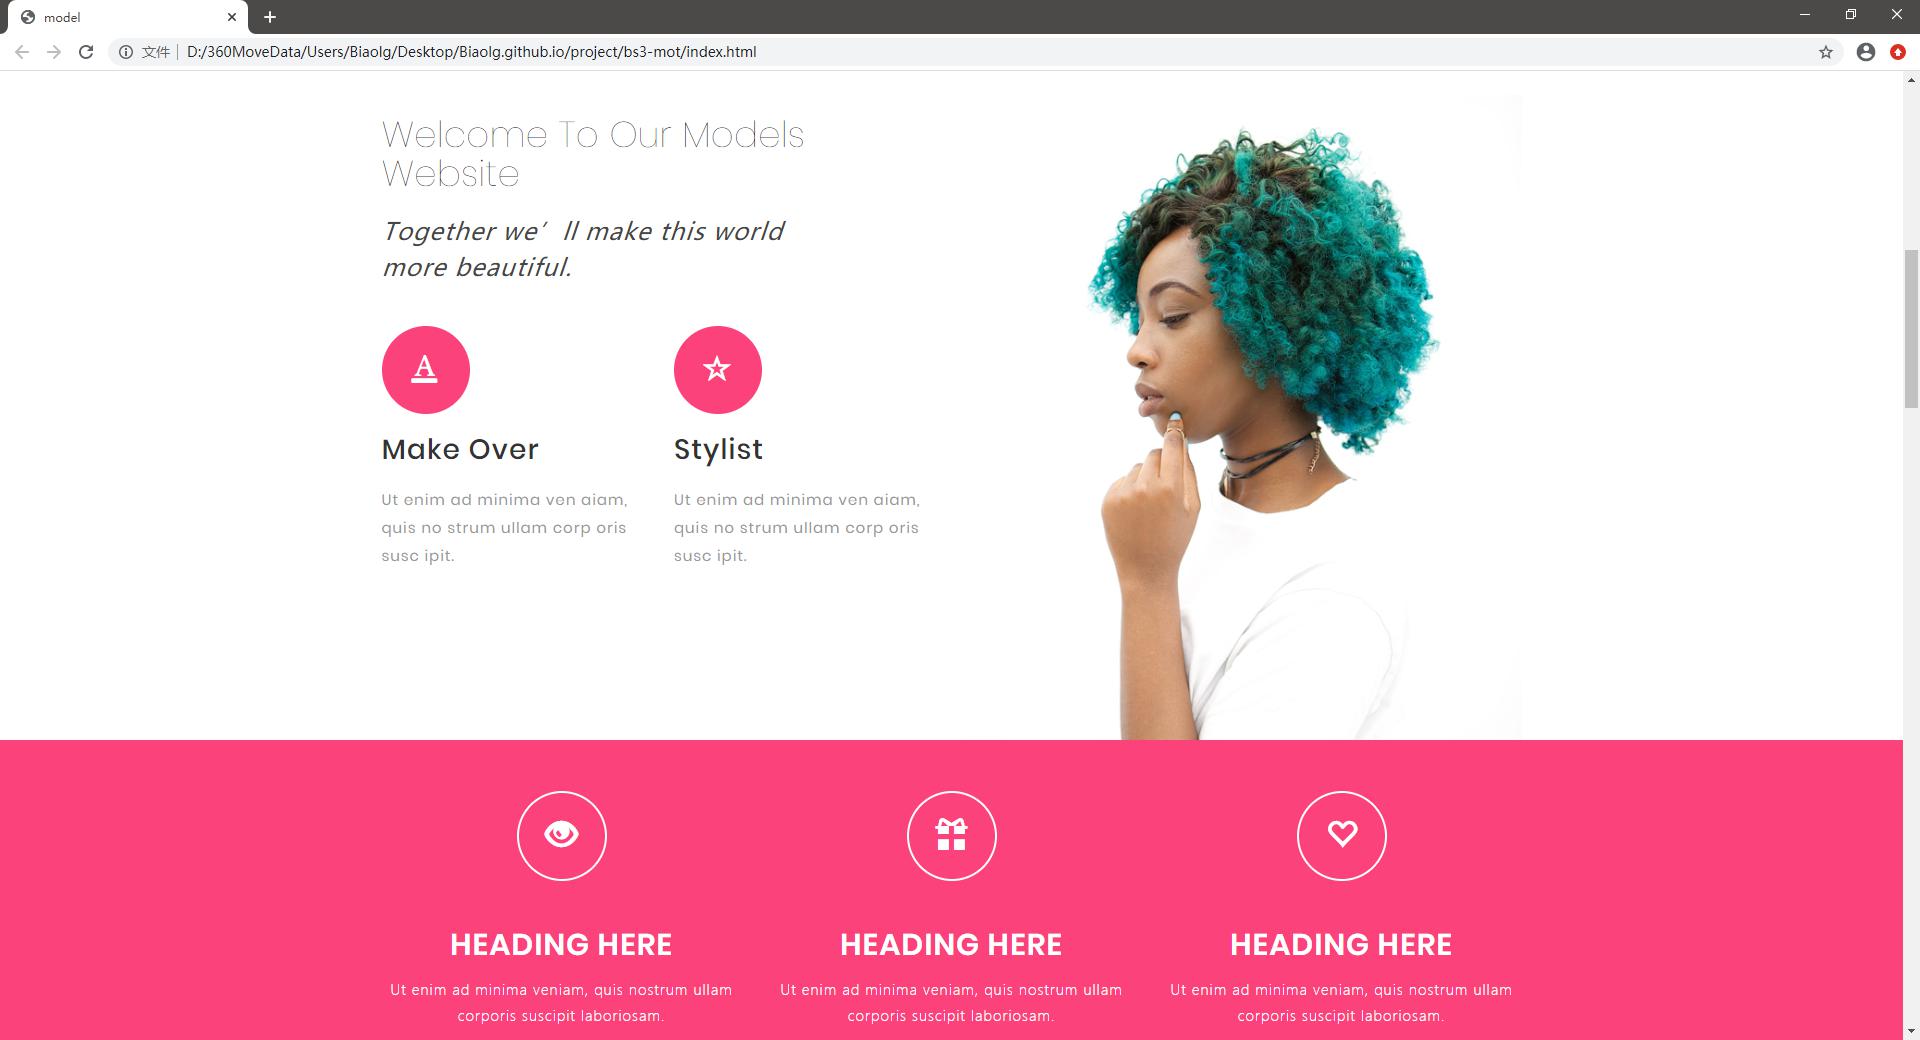 model
文件 D:/360MoveData/Users/Biaolg/Desktop/Biaolg.github.io/project/bs3-mot/index.html
Welcome To Our Models
Website
Together we’ll make this world
more beautiful.
A
Make Over
Ut enim ad minima ven aiam,
quis no strum ullam corp oris
susc ipit.
Stylist
Ut enim ad minima ven aiam,
quis no strum ullam corp oris
susc ipit.
HEADING HERE
Ut enim ad minima veniam, quis nostrum ullam
corporis suscipit laboriosam.
HEADING HERE
Ut enim ad minima veniam, quis nostrum ullam
corporis suscipit laboriosam.
HEADING HERE
Ut enim ad minima veniam, quis nostrum ullam
corporis suscipit laboriosam.